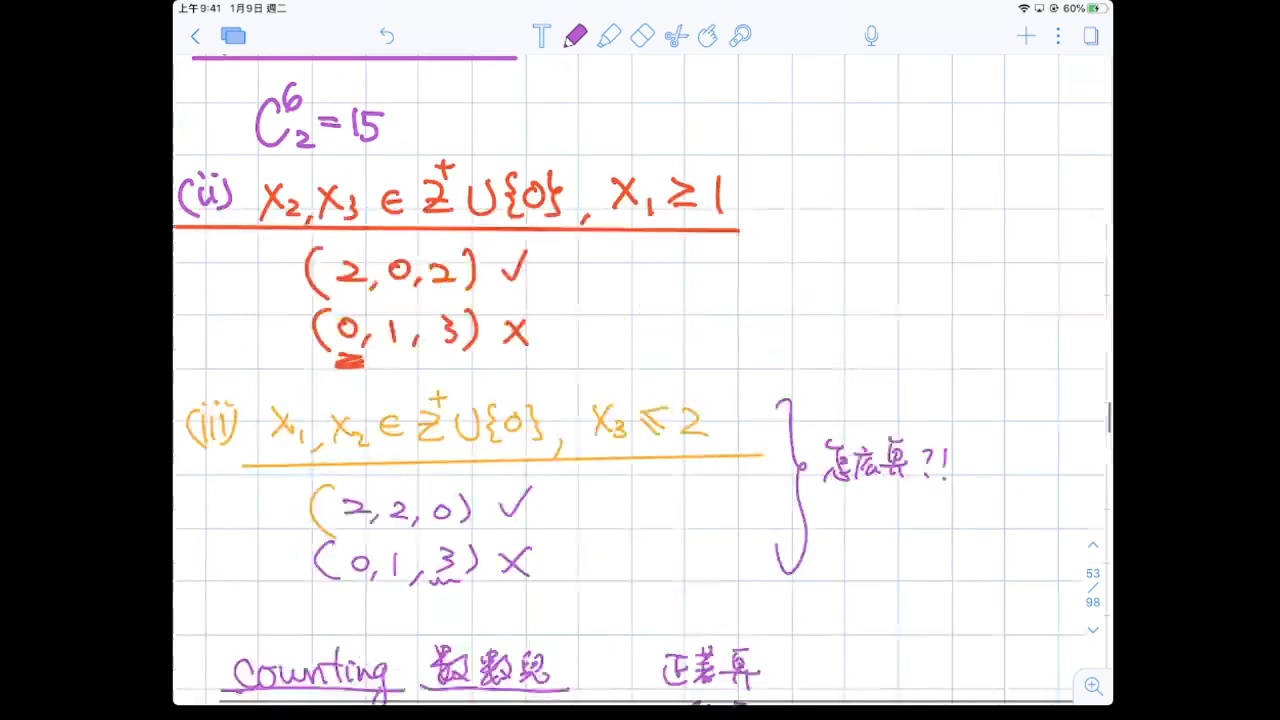 上午9:41 1月9日 週二 60%
C⁶₂=15
(ii) X₂,X₃ ∈ Z⁺∪{0}, X₁≥1
(2,0,2) ✓
(0,1,3) ×
(iii) X₁,X₂ ∈ Z⁺∪{0}, X₃≤2
(2,2,0) ✓
(0,1,3) ×
怎麽算?!
53
/
98
counting 數數兒 正著算